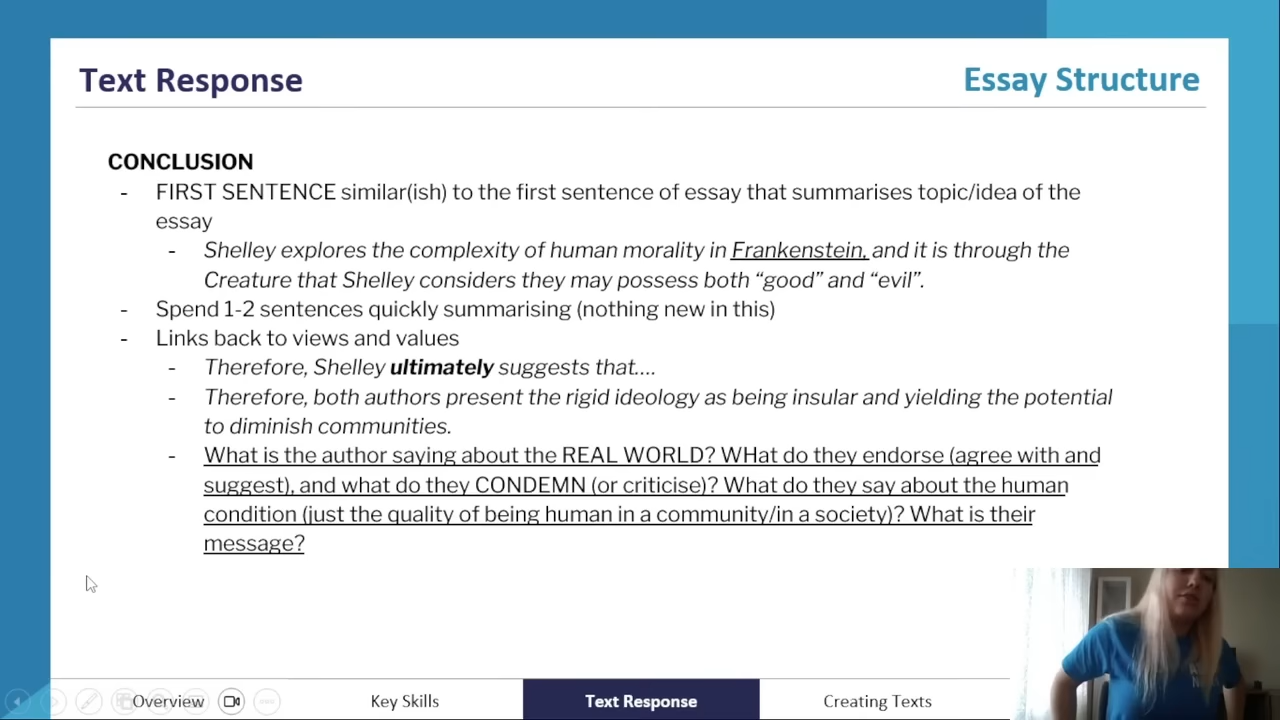 Text Response
Essay Structure
CONCLUSION
- FIRST SENTENCE similar(ish) to the first sentence of essay that summarises topic/idea of the
essay
- Shelley explores the complexity of human morality in Frankenstein, and it is through the
Creature that Shelley considers they may possess both “good” and “evil”.
- Spend 1-2 sentences quickly summarising (nothing new in this)
- Links back to views and values
- Therefore, Shelley ultimately suggests that....
- Therefore, both authors present the rigid ideology as being insular and yielding the potential
to diminish communities.
- What is the author saying about the REAL WORLD? WHat do they endorse (agree with and
suggest), and what do they CONDEMN (or criticise)? What do they say about the human
condition (just the quality of being human in a community/in a society)? What is their
message?
Overview
Key Skills
Text Response
Creating Texts